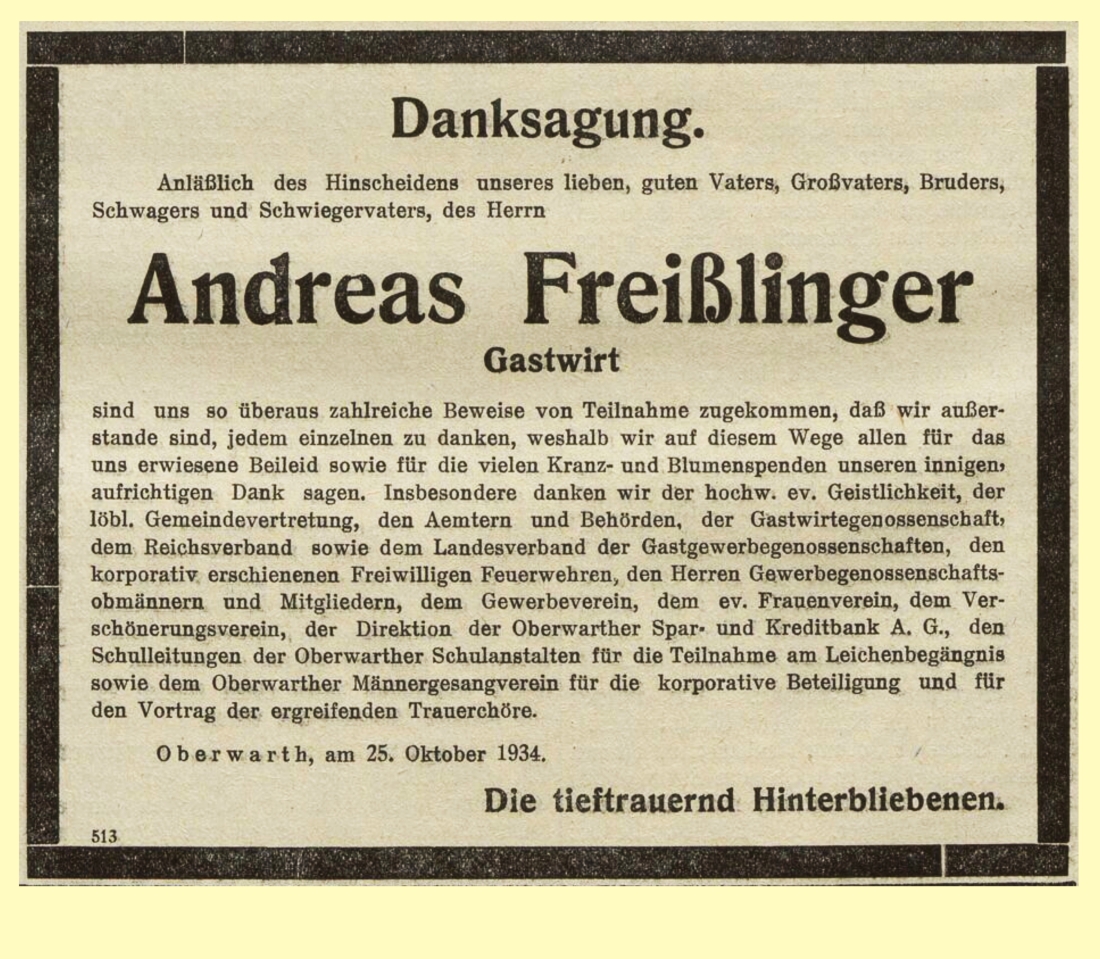 Danksagung.
Anläßlich des Hinscheidens unseres lieben, guten Vaters, Großvaters, Bruders,
Schwagers und Schwiegervaters, des Herrn
Andreas Freißlinger
Gastwirt
sind uns so überaus zahlreiche Beweise von Teilnahme zugekommen, daß wir außer-
stande sind, jedem einzelnen zu danken, weshalb wir auf diesem Wege allen für das
uns erwiesene Beileid sowie für die vielen Kranz- und Blumenspenden unseren innigen,
aufrichtigen Dank sagen. Insbesondere danken wir der hochw. ev. Geistlichkeit, der
löbl. Gemeindevertretung, den Aemtern und Behörden, der Gastwirtegenossenschaft,
dem Reichsverband sowie dem Landesverband der Gastgewerbegenossenschaften, den
korporativ erschienenen Freiwilligen Feuerwehren, den Herren Gewerbegenossenschafts-
obmännern und Mitgliedern, dem Gewerbeverein, dem ev. Frauenverein, dem Ver-
schönerungsverein, der Direktion der Oberwarther Spar- und Kreditbank A. G., den
Schulleitungen der Oberwarther Schulanstalten für die Teilnahme am Leichenbegängnis
sowie dem Oberwarther Männergesangverein für die korporative Beteiligung und für
den Vortrag der ergreifenden Trauerchöre.
Oberwarth, am 25. Oktober 1934.
Die tieftrauernd Hinterbliebenen.
513